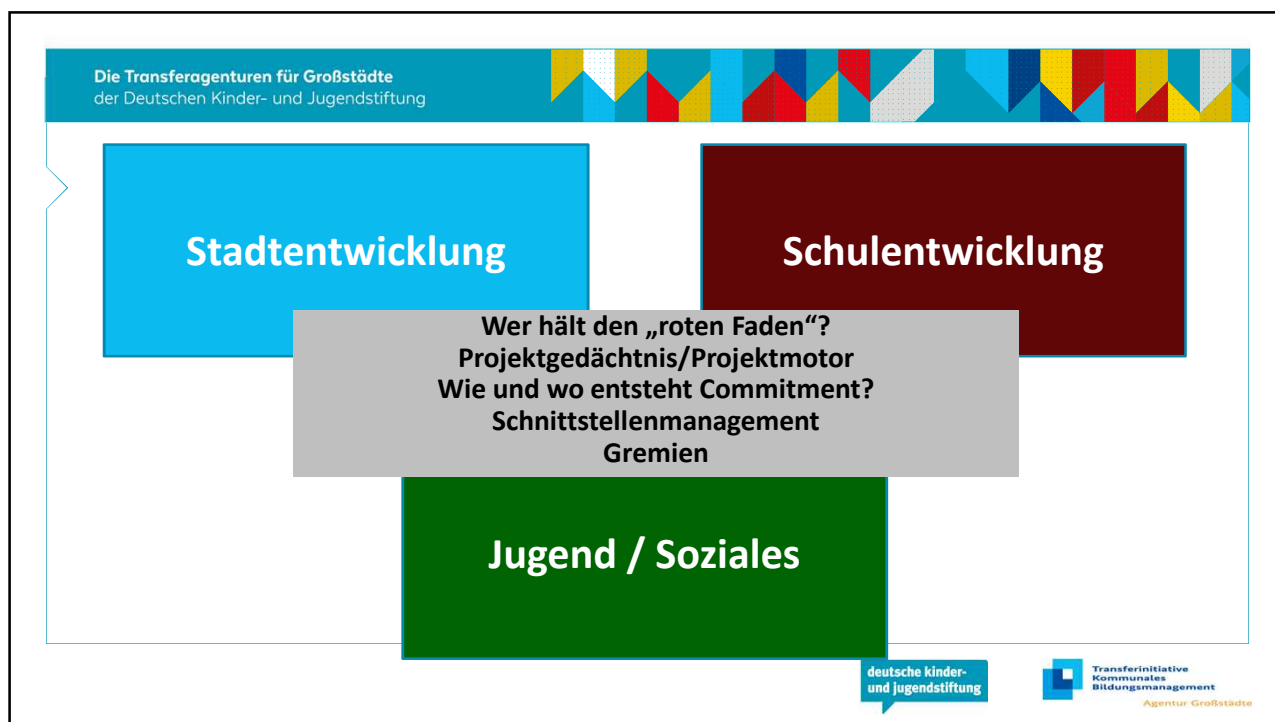 Die Transferagenturen für Großstädte
der Deutschen Kinder- und Jugendstiftung
Stadtentwicklung
Schulentwicklung
Wer hält den „roten Faden“?
Projektgedächtnis/Projektmotor
Wie und wo entsteht Commitment?
Schnittstellenmanagement
Gremien
Jugend / Soziales
deutsche kinder-
und jugendstiftung
Transferinitiative
Kommunales
Bildungsmanagement
Agentur Großstädte